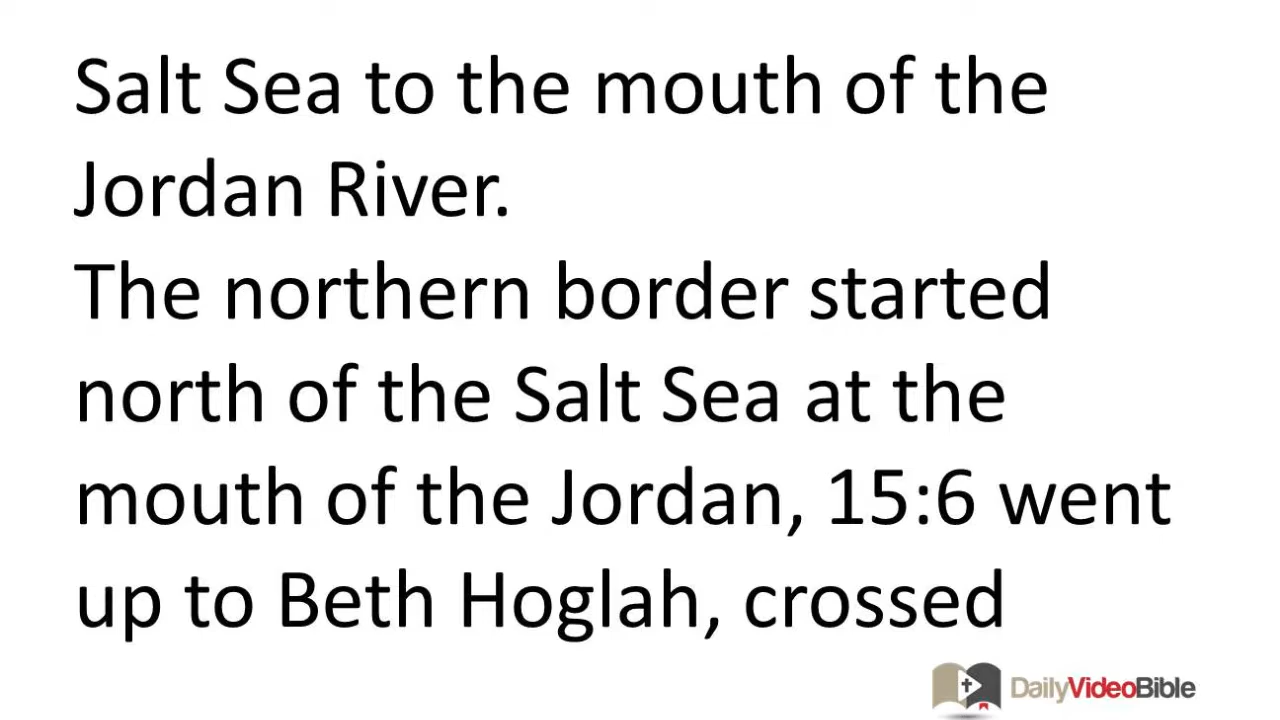 Salt Sea to the mouth of the
Jordan River.
The northern border started
north of the Salt Sea at the
mouth of the Jordan, 15:6 went
up to Beth Hoglah, crossed
DailyVideoBible